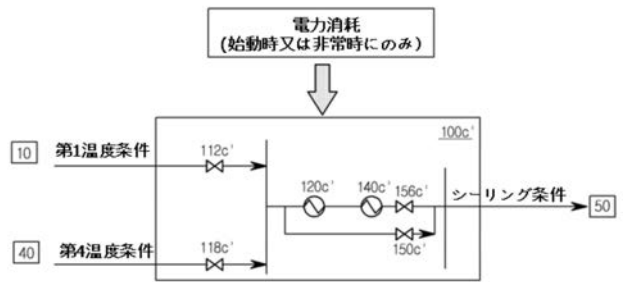 電力消耗
(始動時又は非常時にのみ)
100c'
10 第1温度条件 112c'
120c' 140c' 156c' シーリング条件 50
150c'
40 第4温度条件 118c'